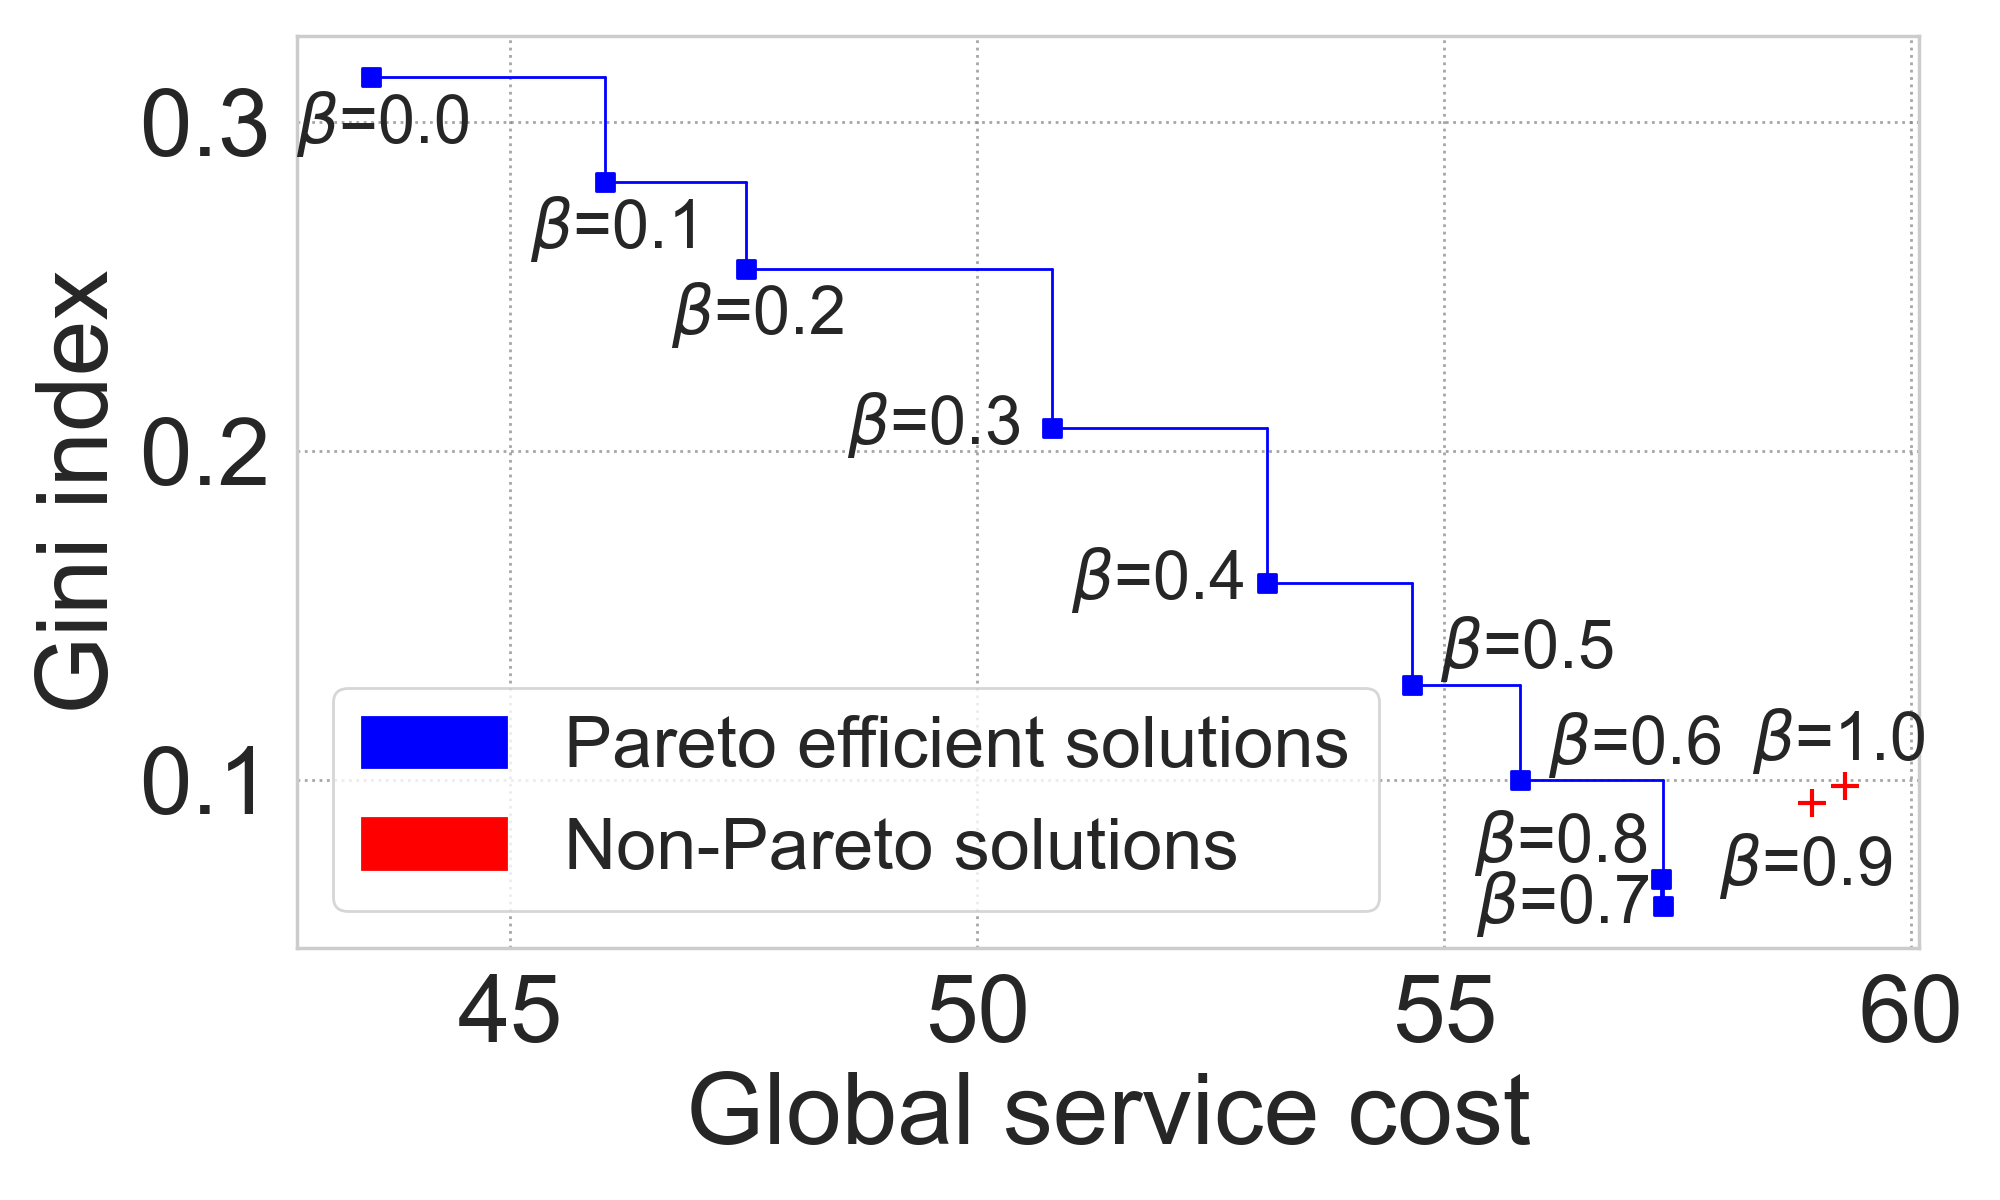 0.3
β=0.0
β=0.1
β=0.2
Gini index
β=0.3
0.2
β=0.4
β=0.5
β=0.6
β=1.0
0.1
Pareto efficient solutions
β=0.8
Non-Pareto solutions
β=0.9
β=0.7
45
50
55
60
Global service cost